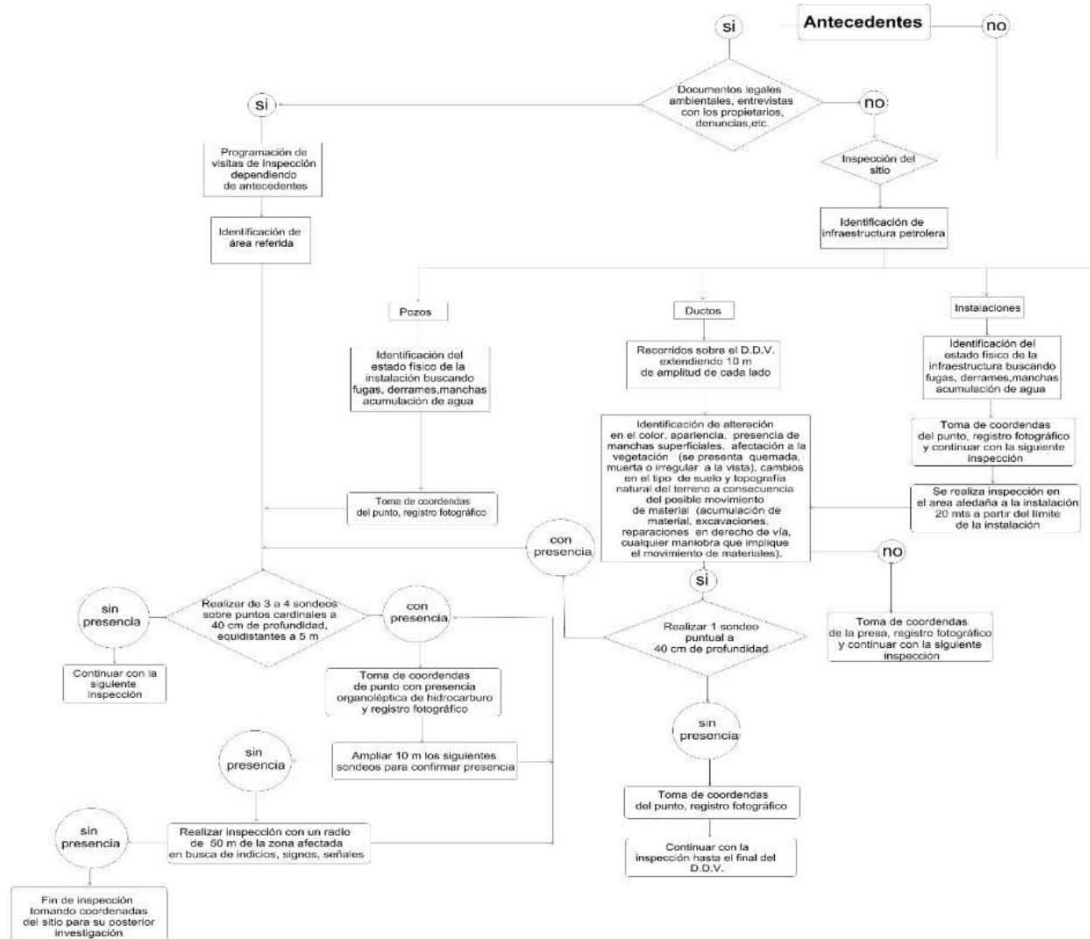 Antecedentes
si
no
Documentos legales
ambientales, entrevistas
con los propietarios,
denuncias,etc.
si
no
Programación de
visitas de inspección
dependiendo
de antecedentes
Inspección del
sitio
Identificación de
área referida
Identificación de
infraestructura petrolera
Pozos
Ductos
Instalaciones
Identificación del
estado físico de la
instalación buscando
fugas, derrames,manchas
acumulación de agua
Recorridos sobre el D.D.V.
extendiendo 10 m
de amplitud de cada lado
Identificación del
estado físico de la
infraestructura buscando
fugas, derrames,manchas
acumulación de agua
Identificación de alteración
en el color, apariencia, presencia de
manchas superficiales, afectación a la
vegetación (se presenta quemada,
muerta o irregular a la vista), cambios
en el tipo de suelo y topografía
natural del terreno a consecuencia
del posible movimiento
de material (acumulación de
material, excavaciones,
reparaciones en derecho de vía,
cualquier maniobra que implique
el movimiento de materiales).
Toma de coordendas
del punto, registro fotográfico
y continuar con la siguiente
inspección
Toma de coordendas
del punto, registro fotográfico
Se realiza inspección en
el area aledaña a la instalación
20 mts a partir del límite
de la instalación
con
presencia
no
si
sin
presencia
Realizar de 3 a 4 sondeos
sobre puntos cardinales a
40 cm de profundidad,
equidistantes a 5 m
con
presencia
Realizar 1 sondeo
puntual a
40 cm de profundidad
Toma de coordendas
de la presa, registro fotográfico
y continuar con la siguiente
inspección
Continuar con la
siguiente
inspección
Toma de coordendas
de punto con presencia
organoléptica de hidrocarburo
y registro fotográfico
sin
presencia
sin
presencia
Ampliar 10 m los siguientes
sondeos para confirmar presencia
Toma de coordendas
del punto, registro fotográfico
sin
presencia
Realizar inspección con un radio
de 50 m de la zona afectada
en busca de indicios, signos, señales
Continuar con la
inspección hasta el final del
D.D.V.
Fin de inspección
tomando coordenadas
del sitio para su posterior
investigación